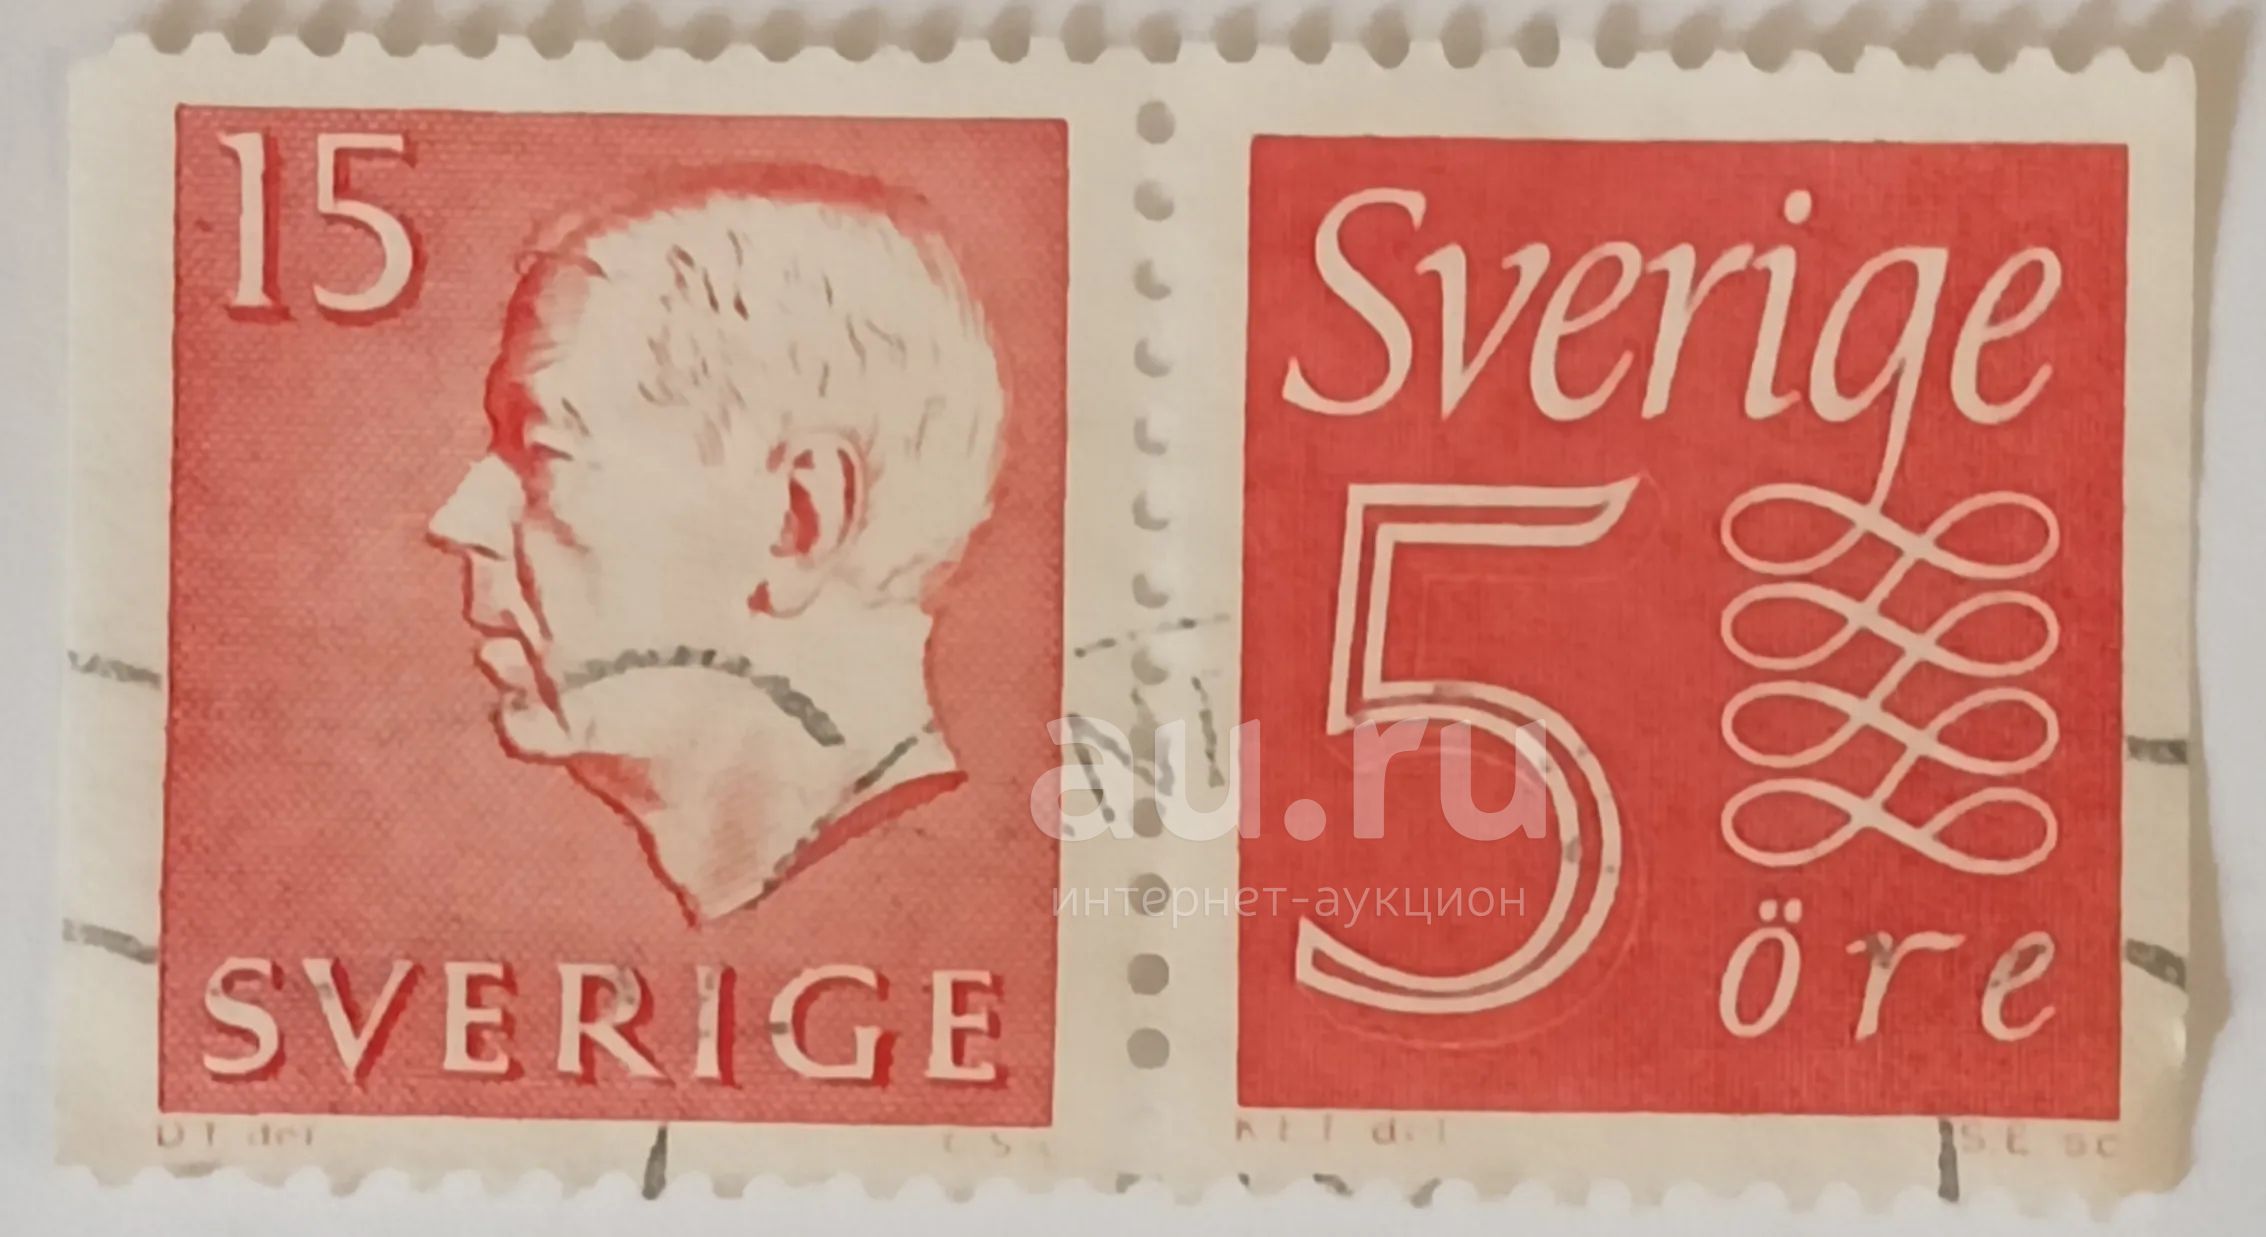 15
SVERIGE
Sverige
5
öre
au.ru
интернет-аукцион